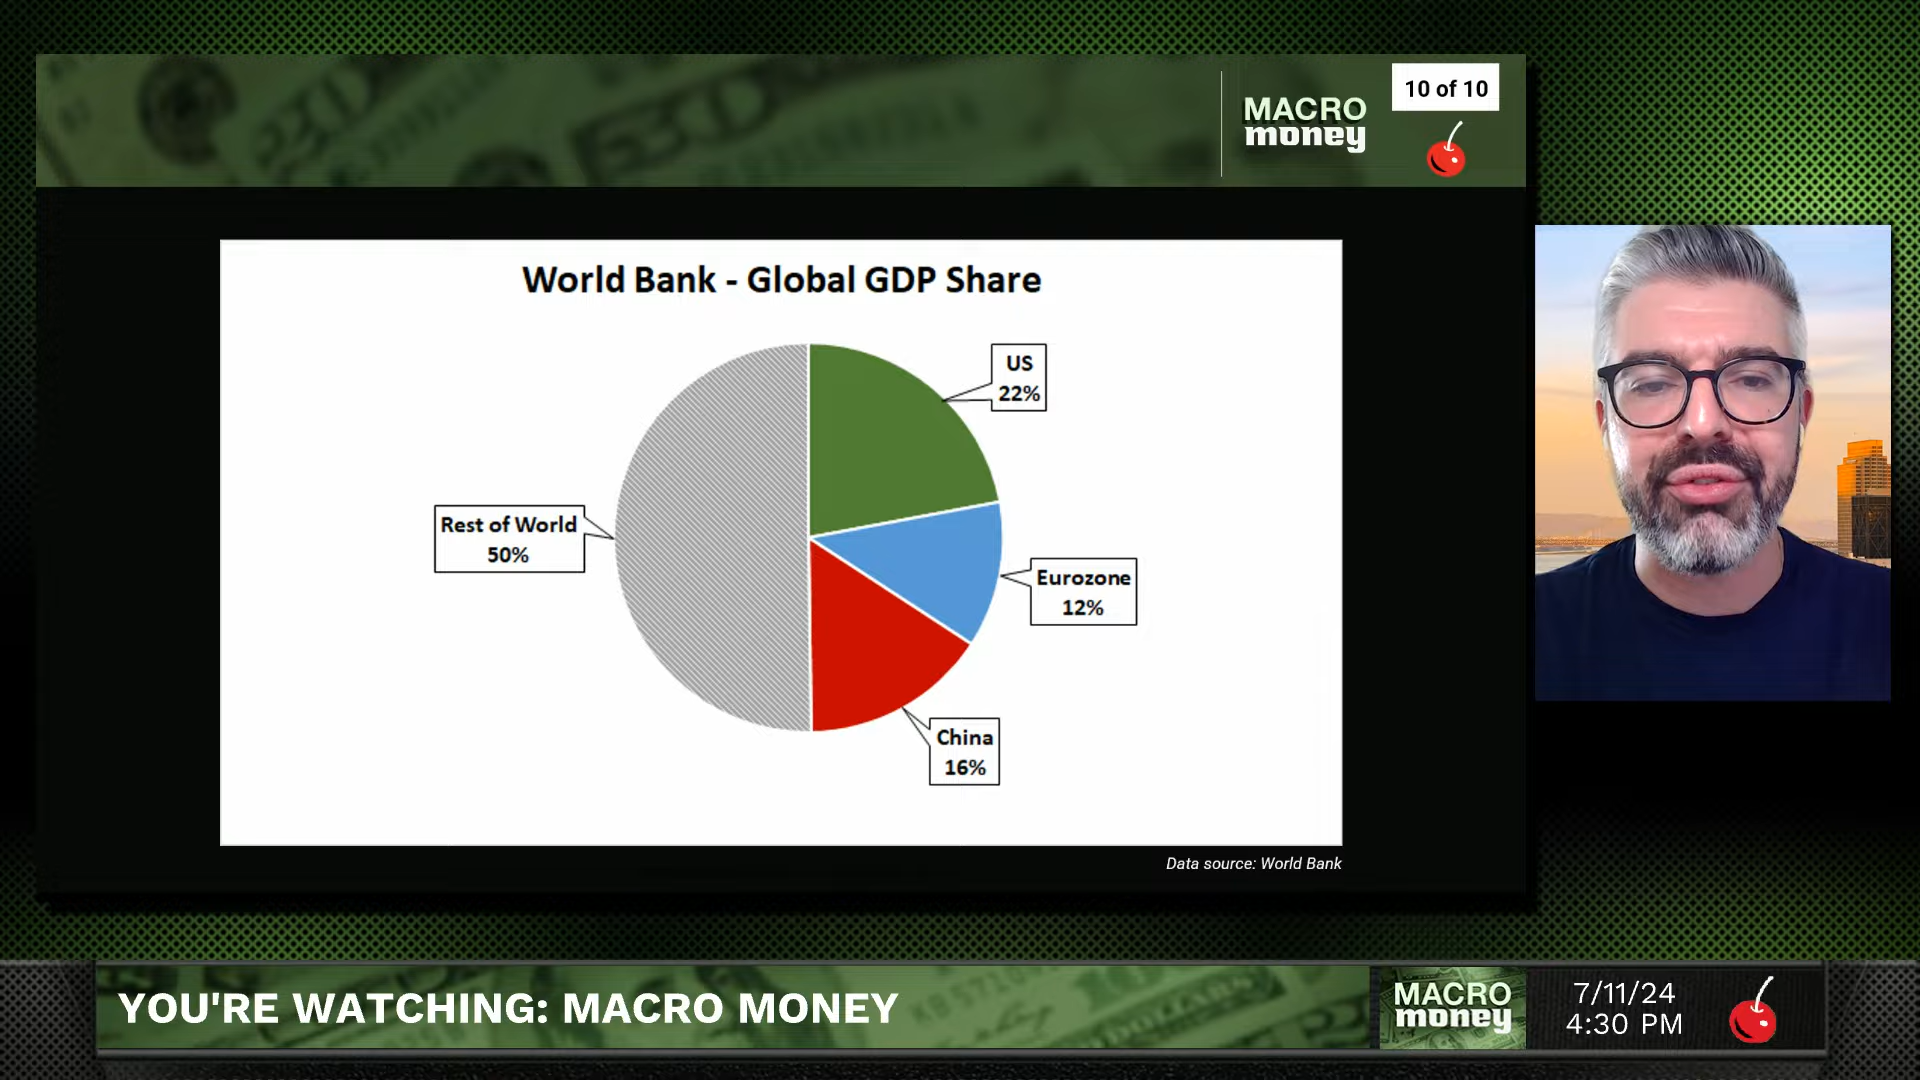 MACRO
money
10 of 10
World Bank - Global GDP Share
US
22%
Rest of World
50%
Eurozone
12%
China
16%
Data source: World Bank
YOU'RE WATCHING: MACRO MONEY
MACRO
money
7/11/24
4:30 PM